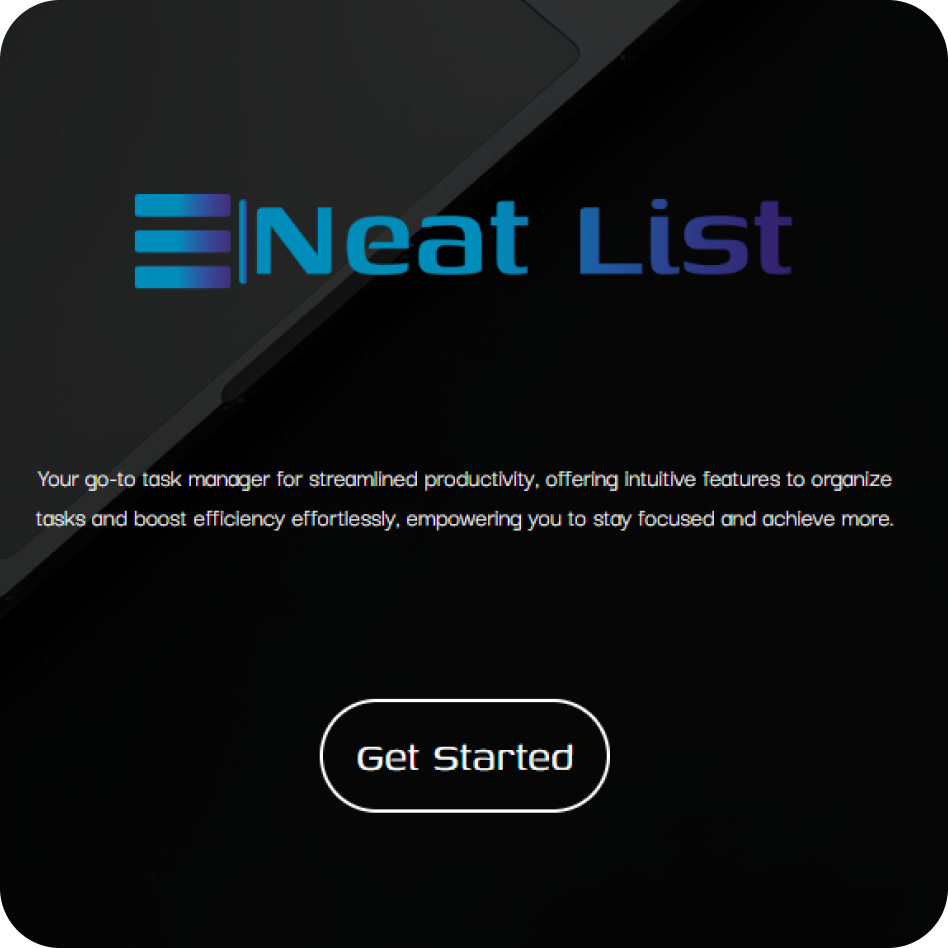 Neat List
Your go-to task manager for streamlined productivity, offering intuitive features to organize
tasks and boost efficiency effortlessly, empowering you to stay focused and achieve more.
Get Started